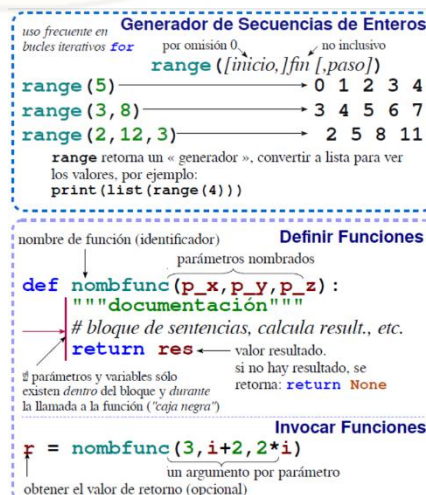 Generador de Secuencias de Enteros
uso frecuente en
bucles iterativos for
por omisión 0
no inclusivo
range([inicio,]fin [,paso])
range(5) 0 1 2 3 4
range(3,8) 3 4 5 6 7
range(2,12,3) 2 5 8 11
range retorna un « generador », convertir a lista para ver
los valores, por ejemplo:
print(list(range(4)))
Definir Funciones
nombre de función (identificador)
parámetros nombrados
def nombfunc(p_x,p_y,p_z):
"""documentación"""
# bloque de sentencias, calcula result., etc.
return res
valor resultado.
si no hay resultado, se
retorna: return None
parámetros y variables sólo
existen dentro del bloque y durante
la llamada a la función ("caja negra")
Invocar Funciones
r = nombfunc(3,i+2,2*i)
un argumento por parámetro
obtener el valor de retorno (opcional)